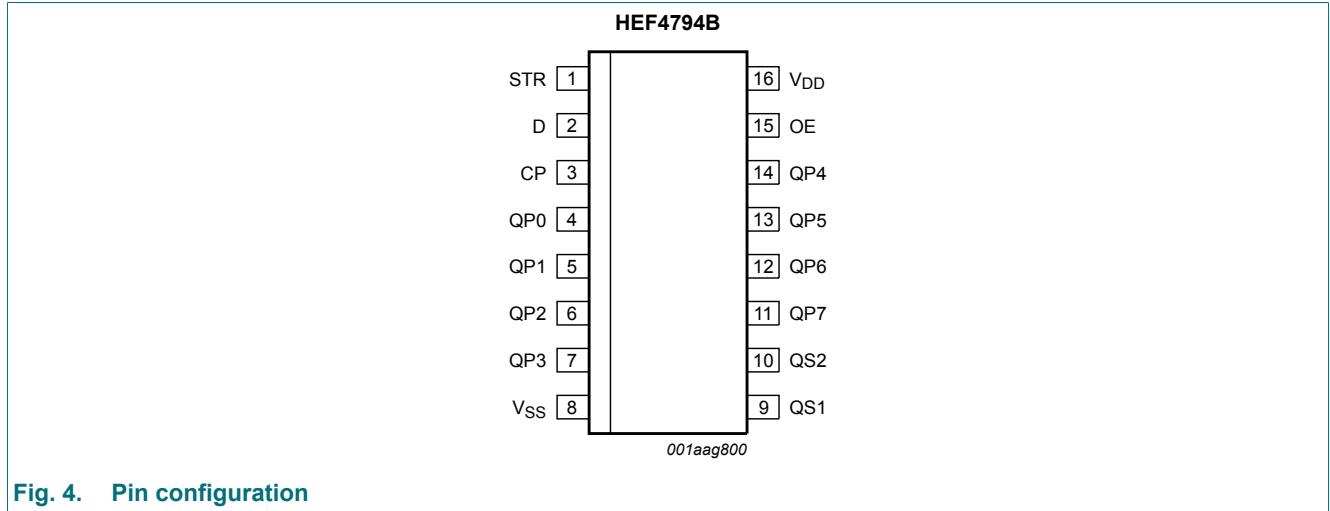 HEF4794B
STR 1 16 VDD
D 2 15 OE
CP 3 14 QP4
QP0 4 13 QP5
QP1 5 12 QP6
QP2 6 11 QP7
QP3 7 10 QS2
VSS 8 9 QS1
001aag800
Fig. 4. Pin configuration